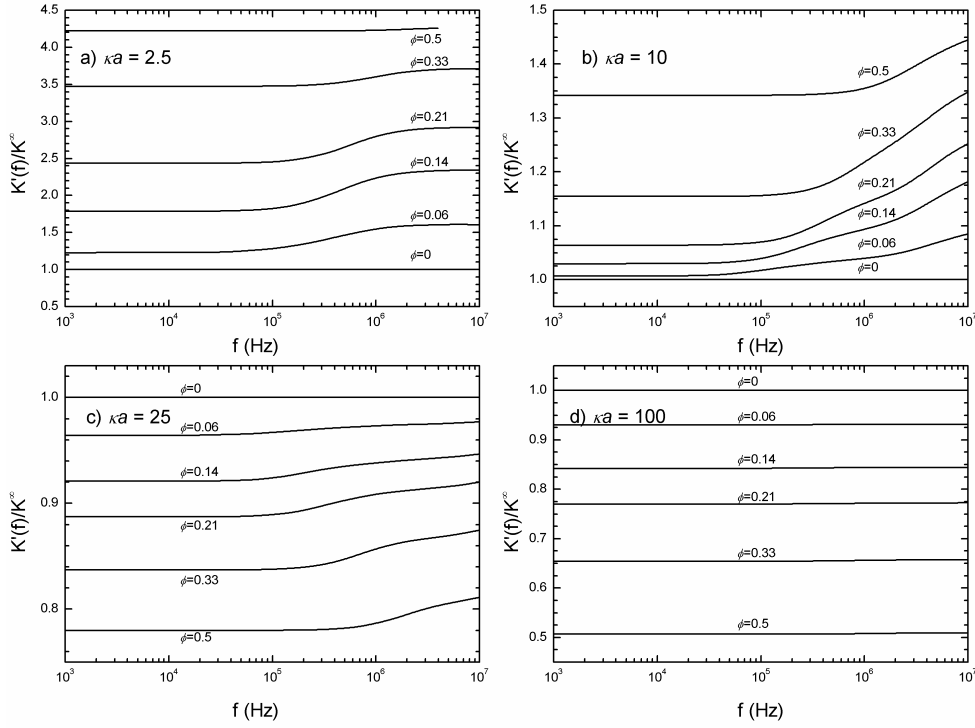 4.5
4.0
3.5
3.0
2.5
2.0
1.5
1.0
0.5
K'(f)/K∞
a) κa = 2.5
ϕ=0.5
ϕ=0.33
ϕ=0.21
ϕ=0.14
ϕ=0.06
ϕ=0
10³ 10⁴ 10⁵ 10⁶ 10⁷
f (Hz)
1.5
1.4
1.3
1.2
1.1
1.0
K'(f)/K∞
b) κa = 10
ϕ=0.5
ϕ=0.33
ϕ=0.21
ϕ=0.14
ϕ=0.06
ϕ=0
10³ 10⁴ 10⁵ 10⁶ 10⁷
f (Hz)
1.0
0.9
0.8
K'(f)/K∞
ϕ=0
c) κa = 25
ϕ=0.06
ϕ=0.14
ϕ=0.21
ϕ=0.33
ϕ=0.5
10³ 10⁴ 10⁵ 10⁶ 10⁷
f (Hz)
1.0
0.9
0.8
0.7
0.6
0.5
K'(f)/K∞
ϕ=0
d) κa = 100
ϕ=0.06
ϕ=0.14
ϕ=0.21
ϕ=0.33
ϕ=0.5
10³ 10⁴ 10⁵ 10⁶ 10⁷
f (Hz)